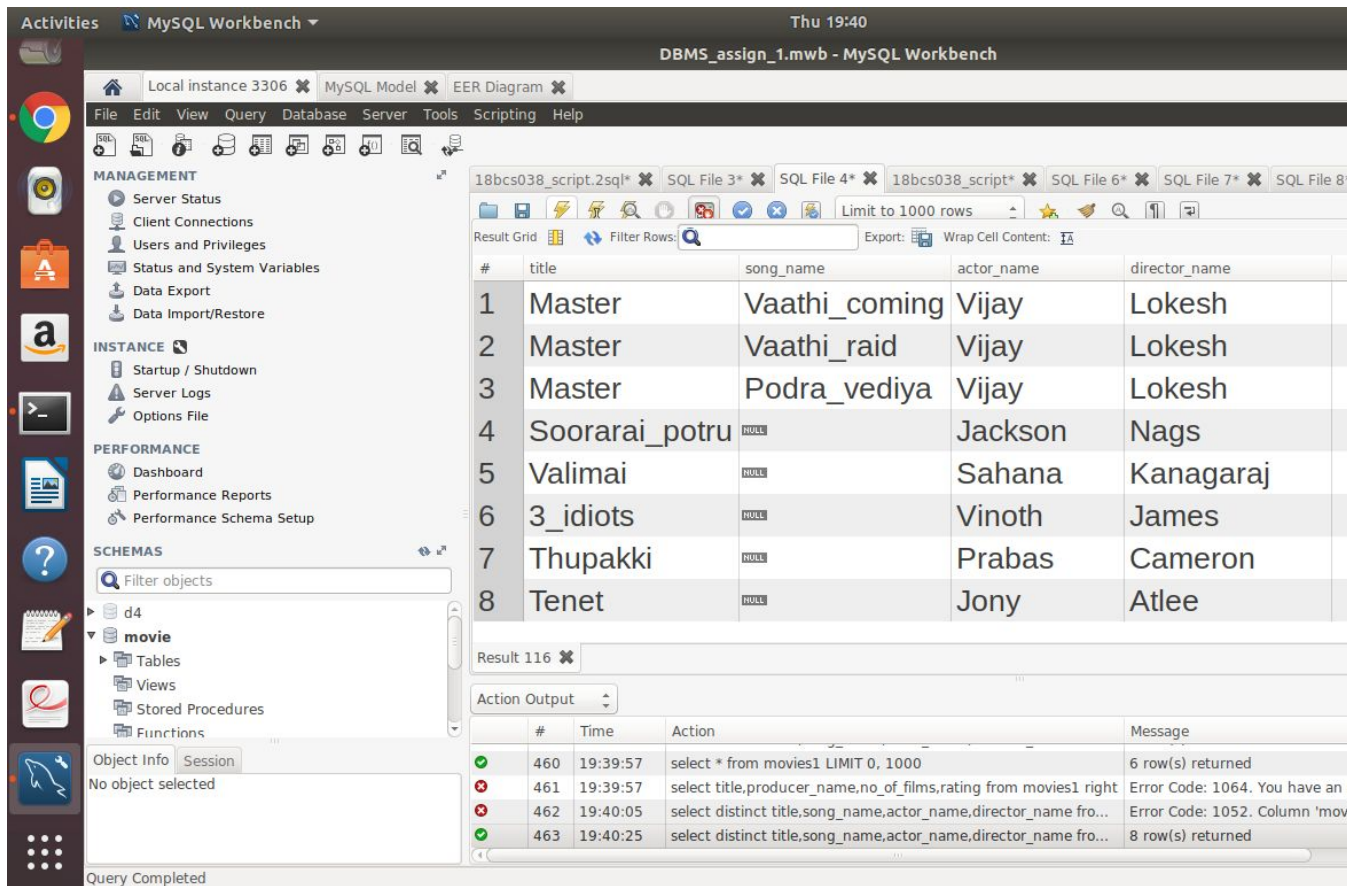 Activities MySQL Workbench Thu 19:40
DBMS_assign_1.mwb - MySQL Workbench
Local instance 3306 MySQL Model EER Diagram
File Edit View Query Database Server Tools Scripting Help
MANAGEMENT
Server Status
Client Connections
Users and Privileges
Status and System Variables
Data Export
Data Import/Restore
INSTANCE
Startup / Shutdown
Server Logs
Options File
PERFORMANCE
Dashboard
Performance Reports
Performance Schema Setup
SCHEMAS
Filter objects
d4
movie
Tables
Views
Stored Procedures
Functions
Object Info Session
No object selected
18bcs038_script.2sql* SQL File 3* SQL File 4* 18bcs038_script* SQL File 6* SQL File 7* SQL File 8*
Limit to 1000 rows
Result Grid Filter Rows: Export: Wrap Cell Content:
# title song_name actor_name director_name
1 Master Vaathi_coming Vijay Lokesh
2 Master Vaathi_raid Vijay Lokesh
3 Master Podra_vediya Vijay Lokesh
4 Soorarai_potru NULL Jackson Nags
5 Valimai NULL Sahana Kanagaraj
6 3_idiots NULL Vinoth James
7 Thupakki NULL Prabas Cameron
8 Tenet NULL Jony Atlee
Result 116
Action Output
# Time Action Message
460 19:39:57 select * from movies1 LIMIT 0, 1000 6 row(s) returned
461 19:39:57 select title,producer_name,no_of_films,rating from movies1 right Error Code: 1064. You have an
462 19:40:05 select distinct title,song_name,actor_name,director_name fro... Error Code: 1052. Column 'mov
463 19:40:25 select distinct title,song_name,actor_name,director_name fro... 8 row(s) returned
Query Completed